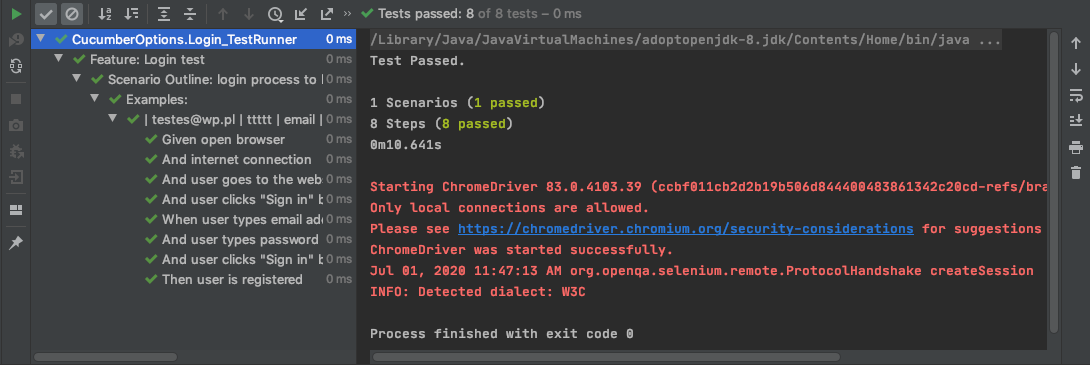 Tests passed: 8 of 8 tests – 0 ms
CucumberOptions.Login_TestRunner 0 ms
Feature: Login test 0 ms
Scenario Outline: login process to 0 ms
Examples: 0 ms
| testes@wp.pl | ttttt | email | 0 ms
Given open browser 0 ms
And internet connection 0 ms
And user goes to the web 0 ms
And user clicks "Sign in" 0 ms
When user types email add 0 ms
And user types password 0 ms
And user clicks "Sign in" 0 ms
Then user is registered 0 ms
/Library/Java/JavaVirtualMachines/adoptopenjdk-8.jdk/Contents/Home/bin/java ...
Test Passed.
1 Scenarios (1 passed)
8 Steps (8 passed)
0m10.641s
Starting ChromeDriver 83.0.4103.39 (ccbf011cb2d2b19b506d844400483861342c20cd-refs/bra
Only local connections are allowed.
Please see https://chromedriver.chromium.org/security-considerations for suggestions
ChromeDriver was started successfully.
Jul 01, 2020 11:47:13 AM org.openqa.selenium.remote.ProtocolHandshake createSession
INFO: Detected dialect: W3C
Process finished with exit code 0